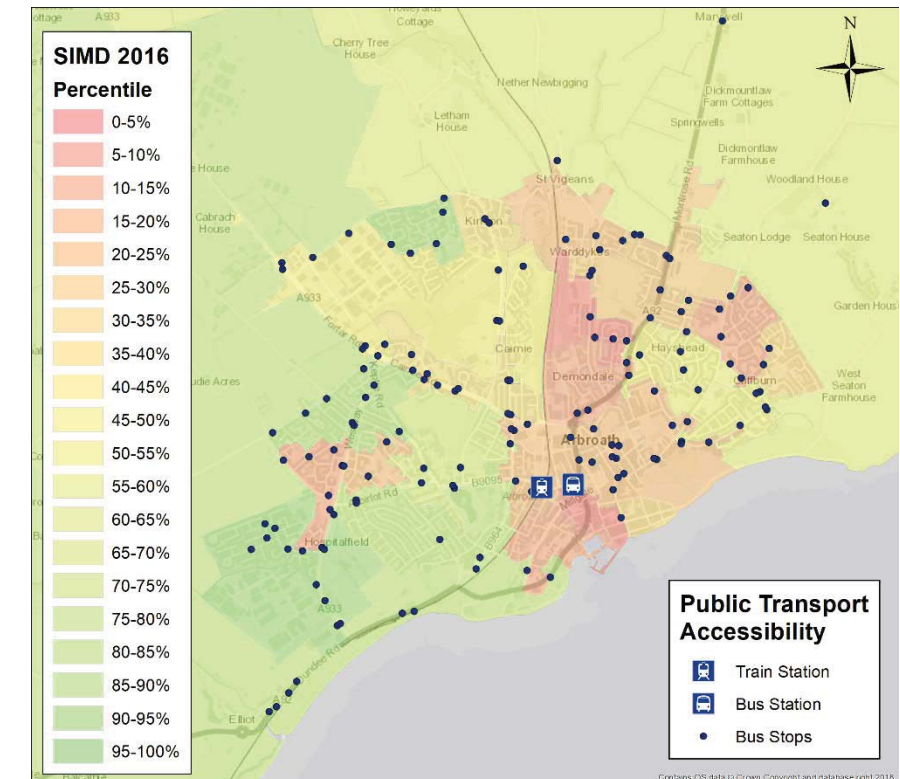 A933
Cottage
Cherry Tree
House
Nether Newbigging
Letham
House
Dickmountlaw
Farm Cottages
Springwells
Dickmontlaw
Farmhouse
Woodland House
St Vigeans
Montrose Rd
Cabrach
House
Warddykes
Seaton Lodge
Seaton House
A933
Garden House
A92
Cairnie
Hayshead
Demondale
Cliffburn
West
Seaton
Farmhouse
Arbroath
B9095
Hospitalfield
B964
A933
Dundee Rd
Elliot
N
SIMD 2016
Percentile
0-5%
5-10%
10-15%
15-20%
20-25%
25-30%
30-35%
35-40%
40-45%
45-50%
50-55%
55-60%
60-65%
65-70%
70-75%
75-80%
80-85%
85-90%
90-95%
95-100%
Public Transport
Accessibility
Train Station
Bus Station
Bus Stops
Contains OS data © Crown Copyright and database right 2018